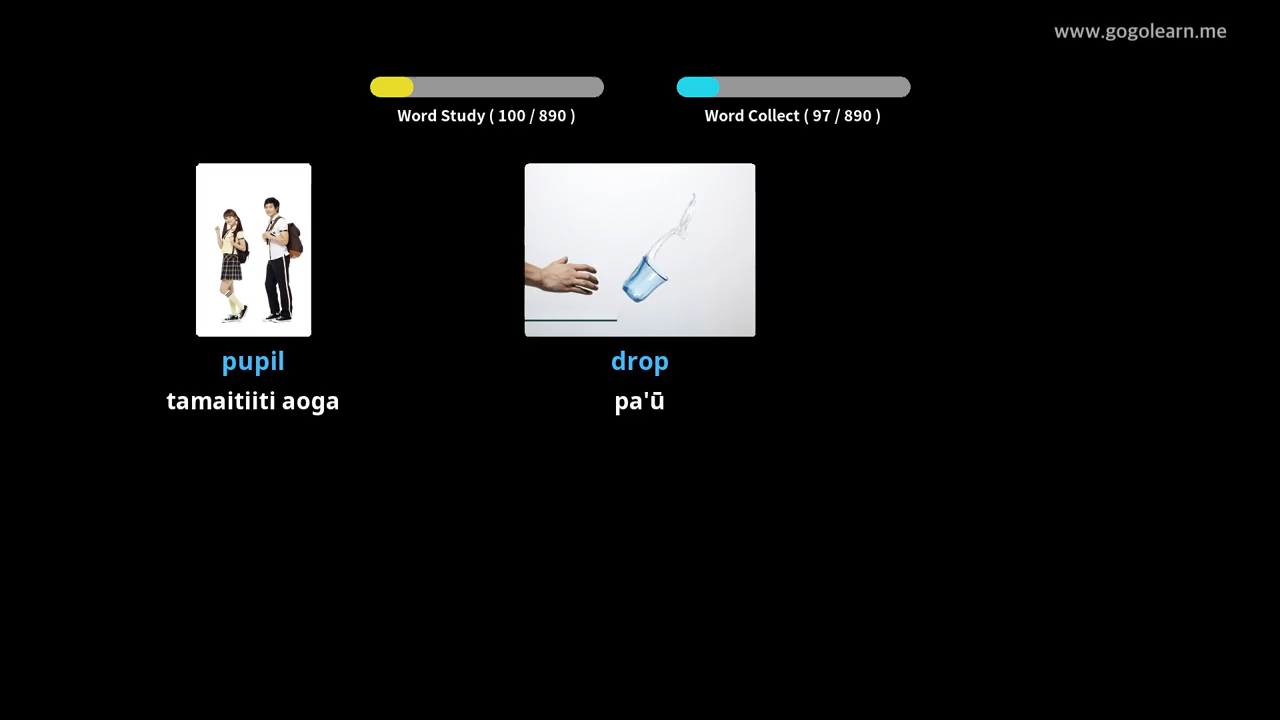 www.gogolearn.me
Word Study ( 100 / 890 )
Word Collect ( 97 / 890 )
pupil
drop
tamaitiiti aoga
pa'ū